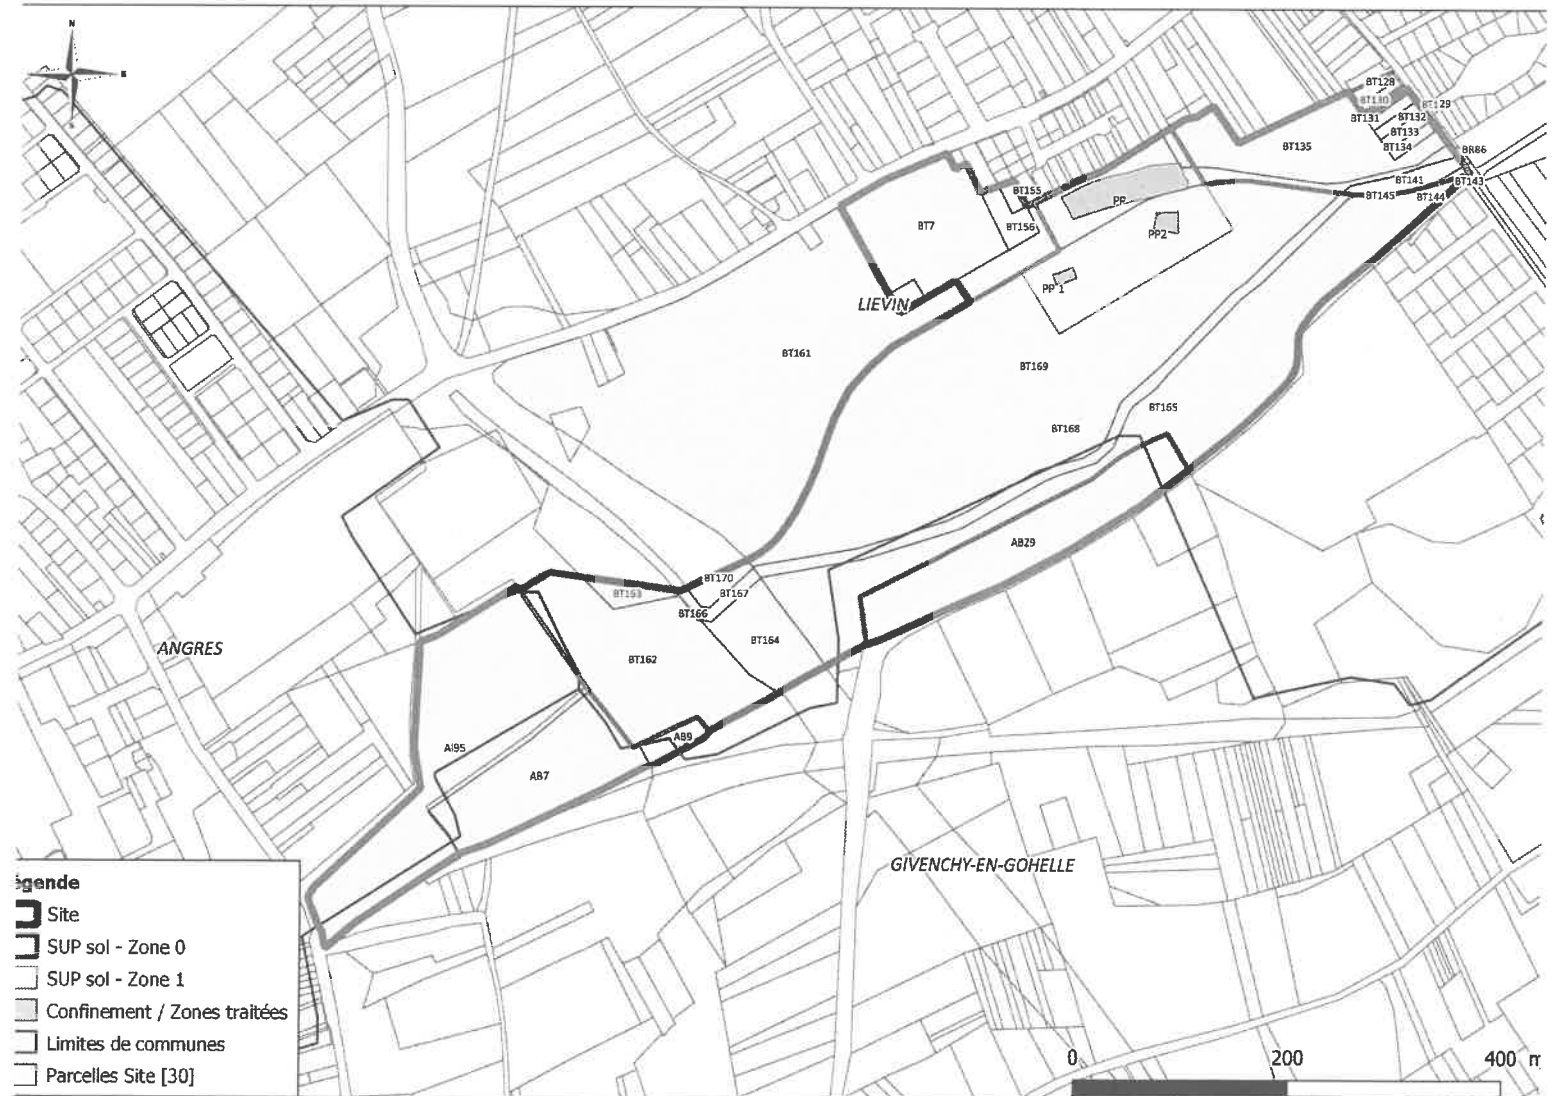 N
E
S
BT128
BT130
BT129
BT131
BT132
BT133
BT134
BT135
BR86
BT141
BT143
BT145
BT144
BT155
BT156
BT7
PP
PP2
PP 1
LIEVIN
BT161
BT169
BT165
BT168
ABZ9
BT170
BT163
BT167
BT166
BT164
BT162
ANGRES
AB9
AI95
AB7
GIVENCHY-EN-GOHELLE
égende
Site
SUP sol - Zone 0
SUP sol - Zone 1
Confinement / Zones traitées
Limites de communes
Parcelles Site [30]
0 200 400 m